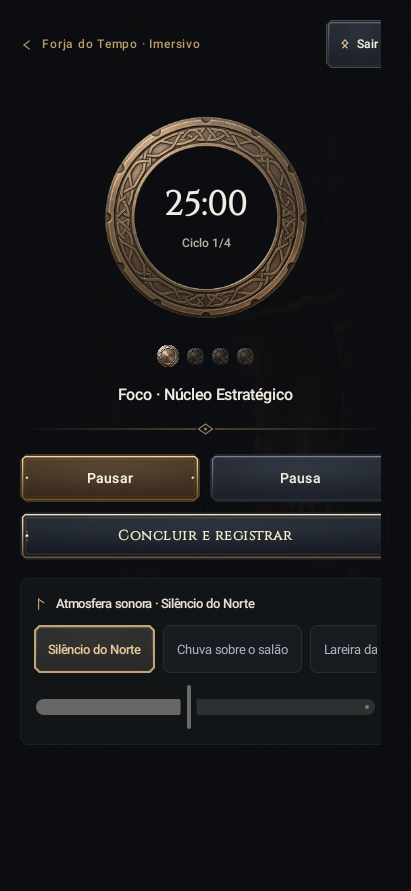 Forja do Tempo · Imersivo
Sair
25:00
Ciclo 1/4
Foco · Núcleo Estratégico
Pausar
Pausa
Concluir e registrar
Atmosfera sonora · Silêncio do Norte
Silêncio do Norte
Chuva sobre o salão
Lareira da